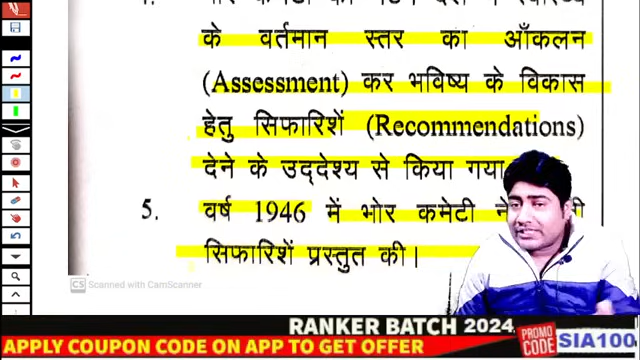 के वर्तमान स्तर का आँकलन
(Assessment) कर भविष्य के विकास
हेतु सिफारिशें (Recommendations)
देने के उद्देश्य से किया गया
5. वर्ष 1946 में भोर कमेटी ने
सिफारिशें प्रस्तुत की।
CS Scanned with CamScanner
RANKER BATCH 2024
APPLY COUPON CODE ON APP TO GET OFFER
PROMO CODE SIA100